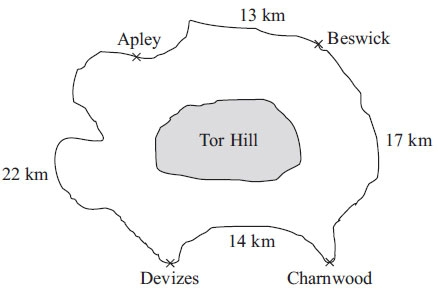 13 km
Apley
Beswick
Tor Hill
17 km
22 km
14 km
Devizes
Charnwood